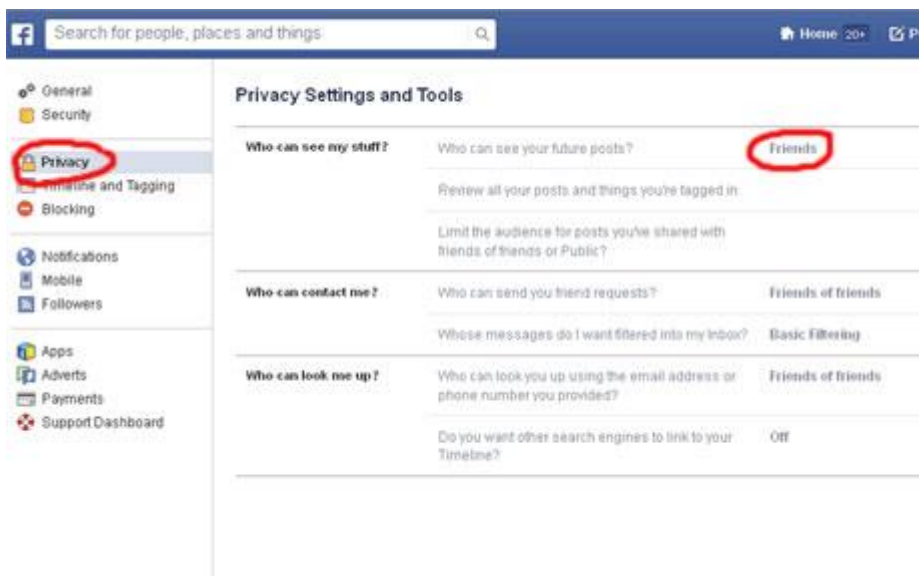 f
Search for people, places and things
Home 20+
P
General
Security
Privacy
Timeline and Tagging
Blocking
Notifications
Mobile
Followers
Apps
Adverts
Payments
Support Dashboard
Privacy Settings and Tools
Who can see my stuff?
Who can see your future posts?
Friends
Review all your posts and things you're tagged in
Limit the audience for posts you've shared with
friends of friends or Public?
Who can contact me?
Who can send you friend requests?
Friends of friends
Whose messages do I want filtered into my Inbox?
Basic Filtering
Who can look me up?
Who can look you up using the email address or
phone number you provided?
Friends of friends
Do you want other search engines to link to your
Timeline?
Off